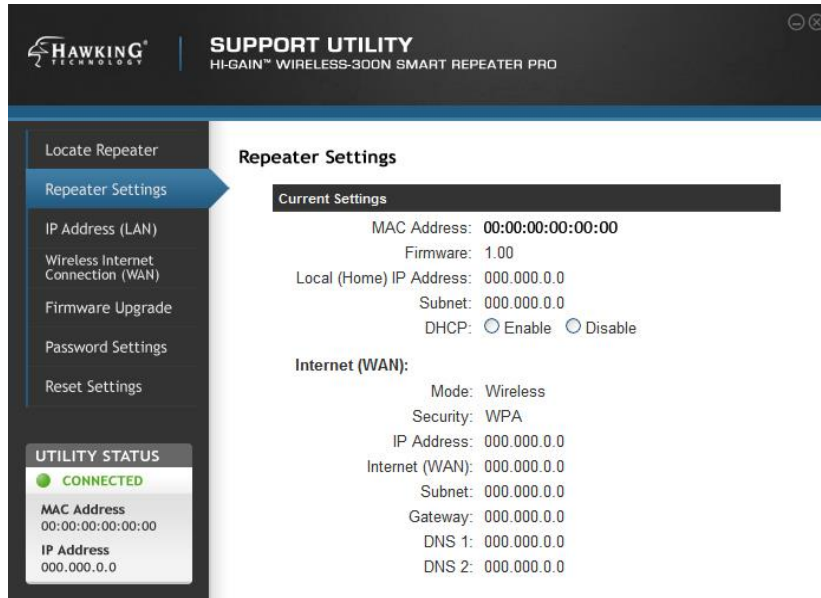 HAWKING®
TECHNOLOGY
SUPPORT UTILITY
HI-GAIN™ WIRELESS-300N SMART REPEATER PRO
Locate Repeater
Repeater Settings
IP Address (LAN)
Wireless Internet
Connection (WAN)
Firmware Upgrade
Password Settings
Reset Settings
UTILITY STATUS
CONNECTED
MAC Address
00:00:00:00:00:00
IP Address
000.000.0.0
Repeater Settings
Current Settings
MAC Address: 00:00:00:00:00:00
Firmware: 1.00
Local (Home) IP Address: 000.000.0.0
Subnet: 000.000.0.0
DHCP: Enable Disable
Internet (WAN):
Mode: Wireless
Security: WPA
IP Address: 000.000.0.0
Internet (WAN): 000.000.0.0
Subnet: 000.000.0.0
Gateway: 000.000.0.0
DNS 1: 000.000.0.0
DNS 2: 000.000.0.0